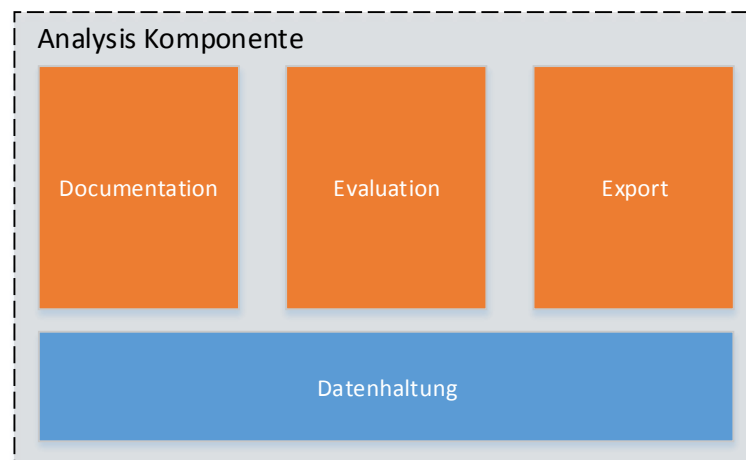 Analysis Komponente
Documentation
Evaluation
Export
Datenhaltung